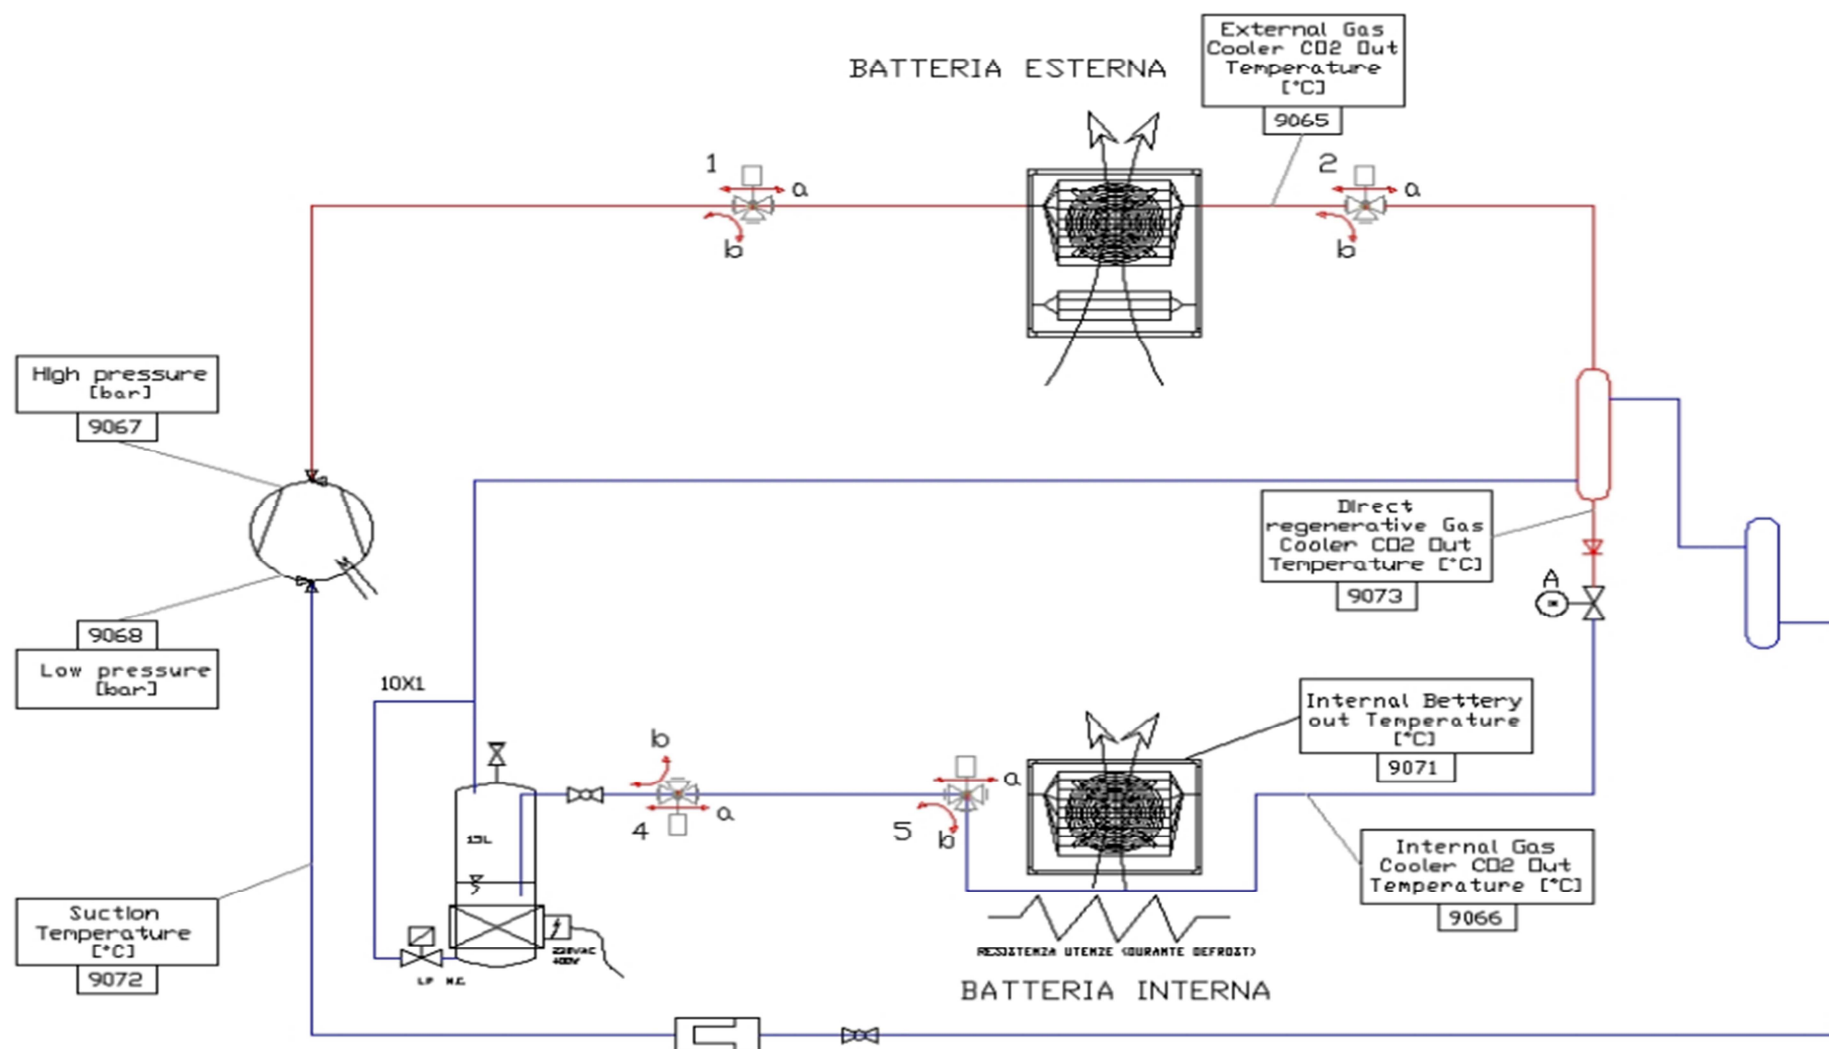 External Gas
Cooler CO2 Out
Temperature
[°C]
9065
BATTERIA ESTERNA
1
a
b
2
a
b
High pressure
[bar]
9067
9068
Low pressure
[bar]
Direct
regenerative Gas
Cooler CO2 Out
Temperature [°C]
9073
A
10X1
Internal Bettery
out Temperature
[°C]
9071
b
4
a
a
5
b
15L
Internal Gas
Cooler CO2 Out
Temperature [°C]
9066
Suction
Temperature
[°C]
9072
RESISTENZA UTENZE (DURANTE DEFROST)
BATTERIA INTERNA